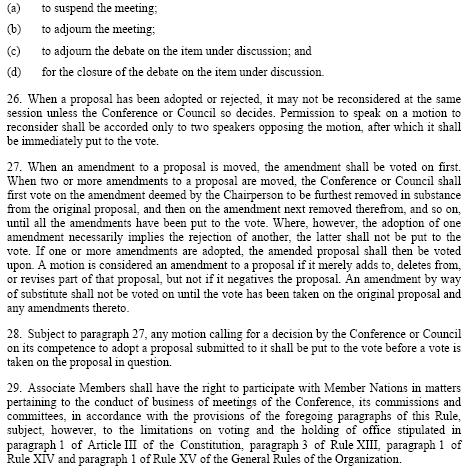 (a) to suspend the meeting;
(b) to adjourn the meeting;
(c) to adjourn the debate on the item under discussion; and
(d) for the closure of the debate on the item under discussion.
26. When a proposal has been adopted or rejected, it may not be reconsidered at the same
session unless the Conference or Council so decides. Permission to speak on a motion to
reconsider shall be accorded only to two speakers opposing the motion, after which it shall
be immediately put to the vote.
27. When an amendment to a proposal is moved, the amendment shall be voted on first.
When two or more amendments to a proposal are moved, the Conference or Council shall
first vote on the amendment deemed by the Chairperson to be furthest removed in substance
from the original proposal, and then on the amendment next removed therefrom, and so on,
until all the amendments have been put to the vote. Where, however, the adoption of one
amendment necessarily implies the rejection of another, the latter shall not be put to the
vote. If one or more amendments are adopted, the amended proposal shall then be voted
upon. A motion is considered an amendment to a proposal if it merely adds to, deletes from,
or revises part of that proposal, but not if it negatives the proposal. An amendment by way
of substitute shall not be voted on until the vote has been taken on the original proposal and
any amendments thereto.
28. Subject to paragraph 27, any motion calling for a decision by the Conference or Council
on its competence to adopt a proposal submitted to it shall be put to the vote before a vote is
taken on the proposal in question.
29. Associate Members shall have the right to participate with Member Nations in matters
pertaining to the conduct of business of meetings of the Conference, its commissions and
committees, in accordance with the provisions of the foregoing paragraphs of this Rule,
subject, however, to the limitations on voting and the holding of office stipulated in
paragraph 1 of Article III of the Constitution, paragraph 3 of Rule XIII, paragraph 1 of
Rule XIV and paragraph 1 of Rule XV of the General Rules of the Organization.